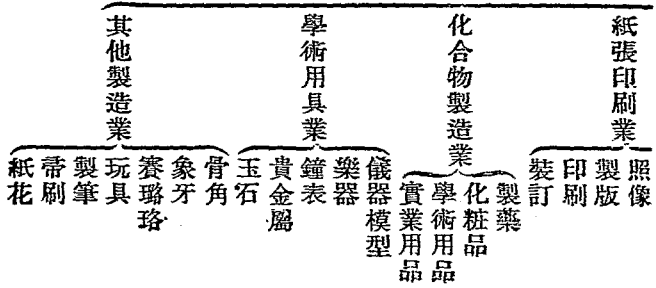 紙張印刷業
照像
製版
印刷
裝訂
化合物製造業
製藥
化粧品
學術用品
實業用品
學術用具業
儀器模型
樂器
鐘表
貴金屬
玉石
其他製造業
骨角
象牙
賽璐珞
玩具
製筆
帚刷
紙花